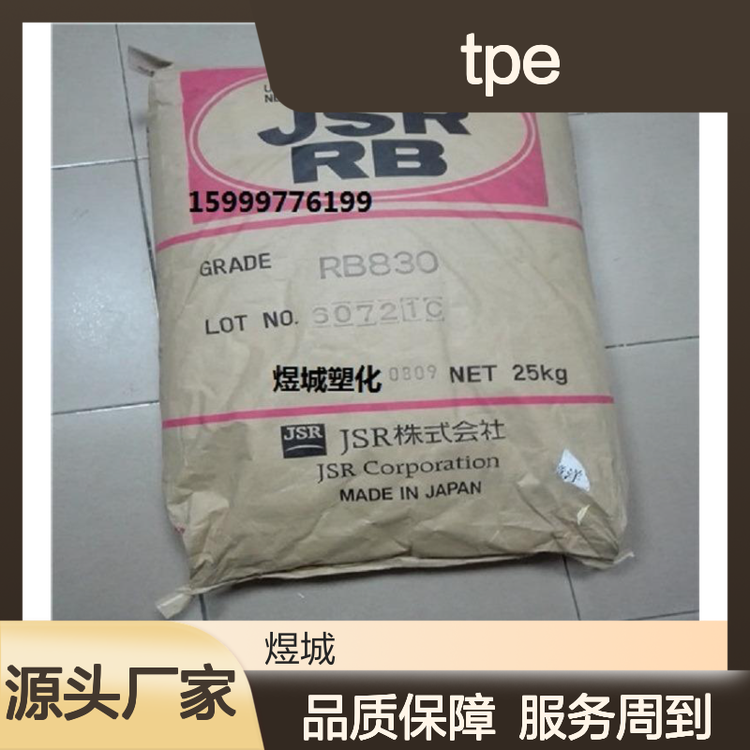 tpe
JSR
RB
15999776199
GRADE RB830
LOT NO. S0721C
煜城塑化 0809 NET 25kg
JSR JSR株式会社
JSR Corporation
MADE IN JAPAN
煜城
源头厂家
品质保障 服务周到